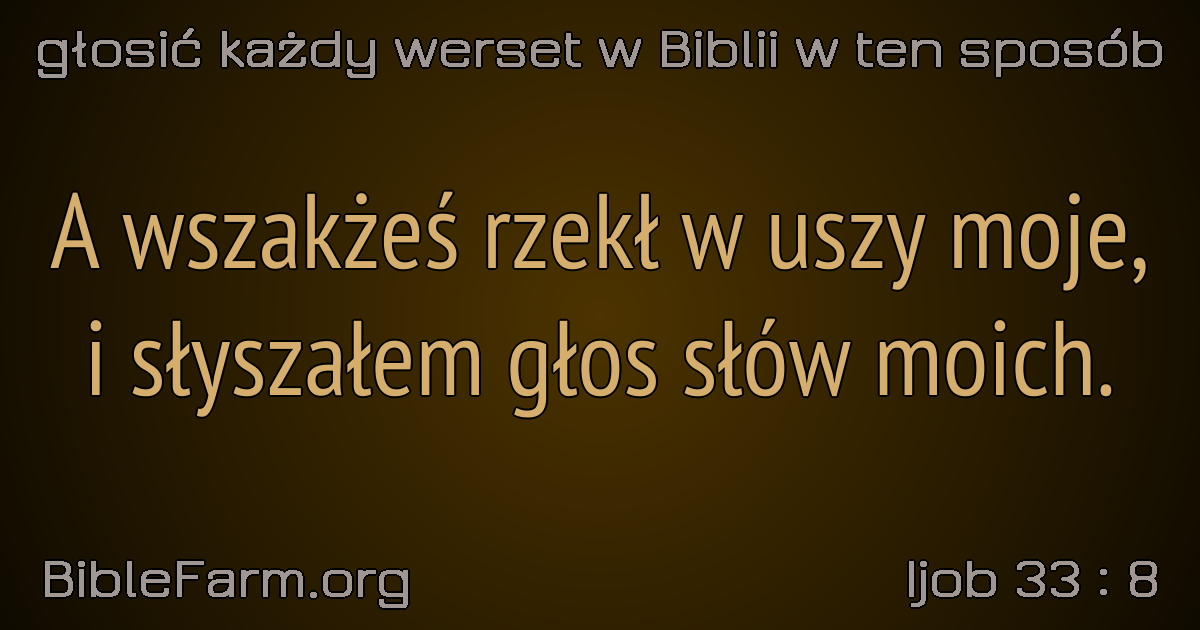 głosić każdy werset w Biblii w ten sposób
A wszakżeś rzekł w uszy moje,
i słyszałem głos słów moich.
BibleFarm.org
Ijob 33 : 8